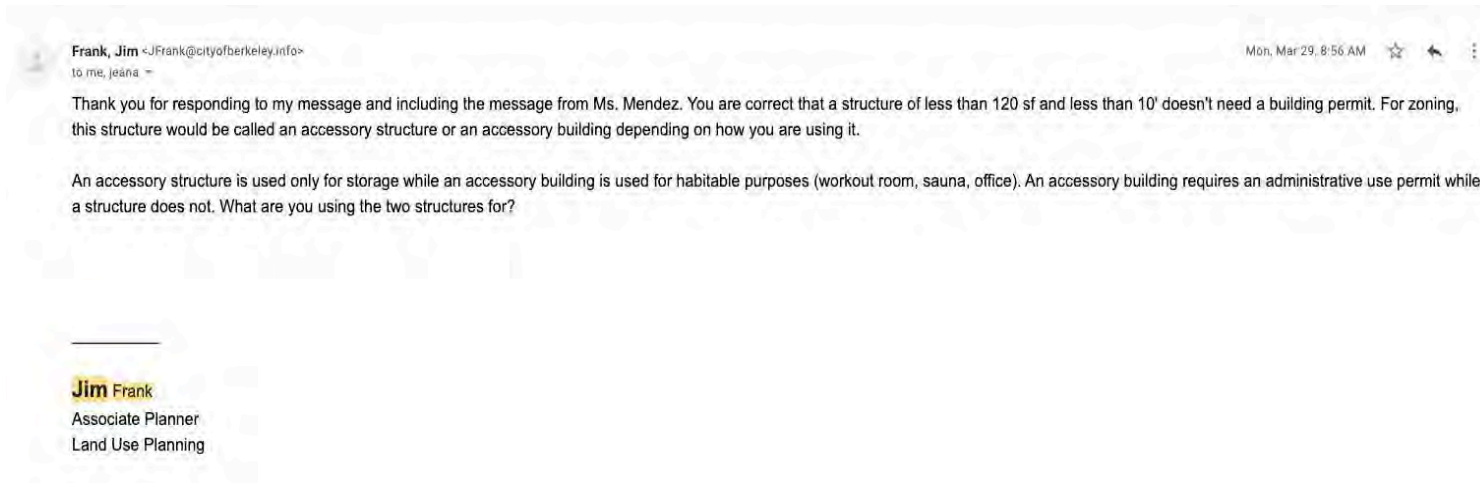 Frank, Jim <JFrank@cityofberkeley.info>
Mon, Mar 29, 8:56 AM
to me, jeana
Thank you for responding to my message and including the message from Ms. Mendez. You are correct that a structure of less than 120 sf and less than 10' doesn't need a building permit. For zoning,
this structure would be called an accessory structure or an accessory building depending on how you are using it.
An accessory structure is used only for storage while an accessory building is used for habitable purposes (workout room, sauna, office). An accessory building requires an administrative use permit while
a structure does not. What are you using the two structures for?
Jim Frank
Associate Planner
Land Use Planning